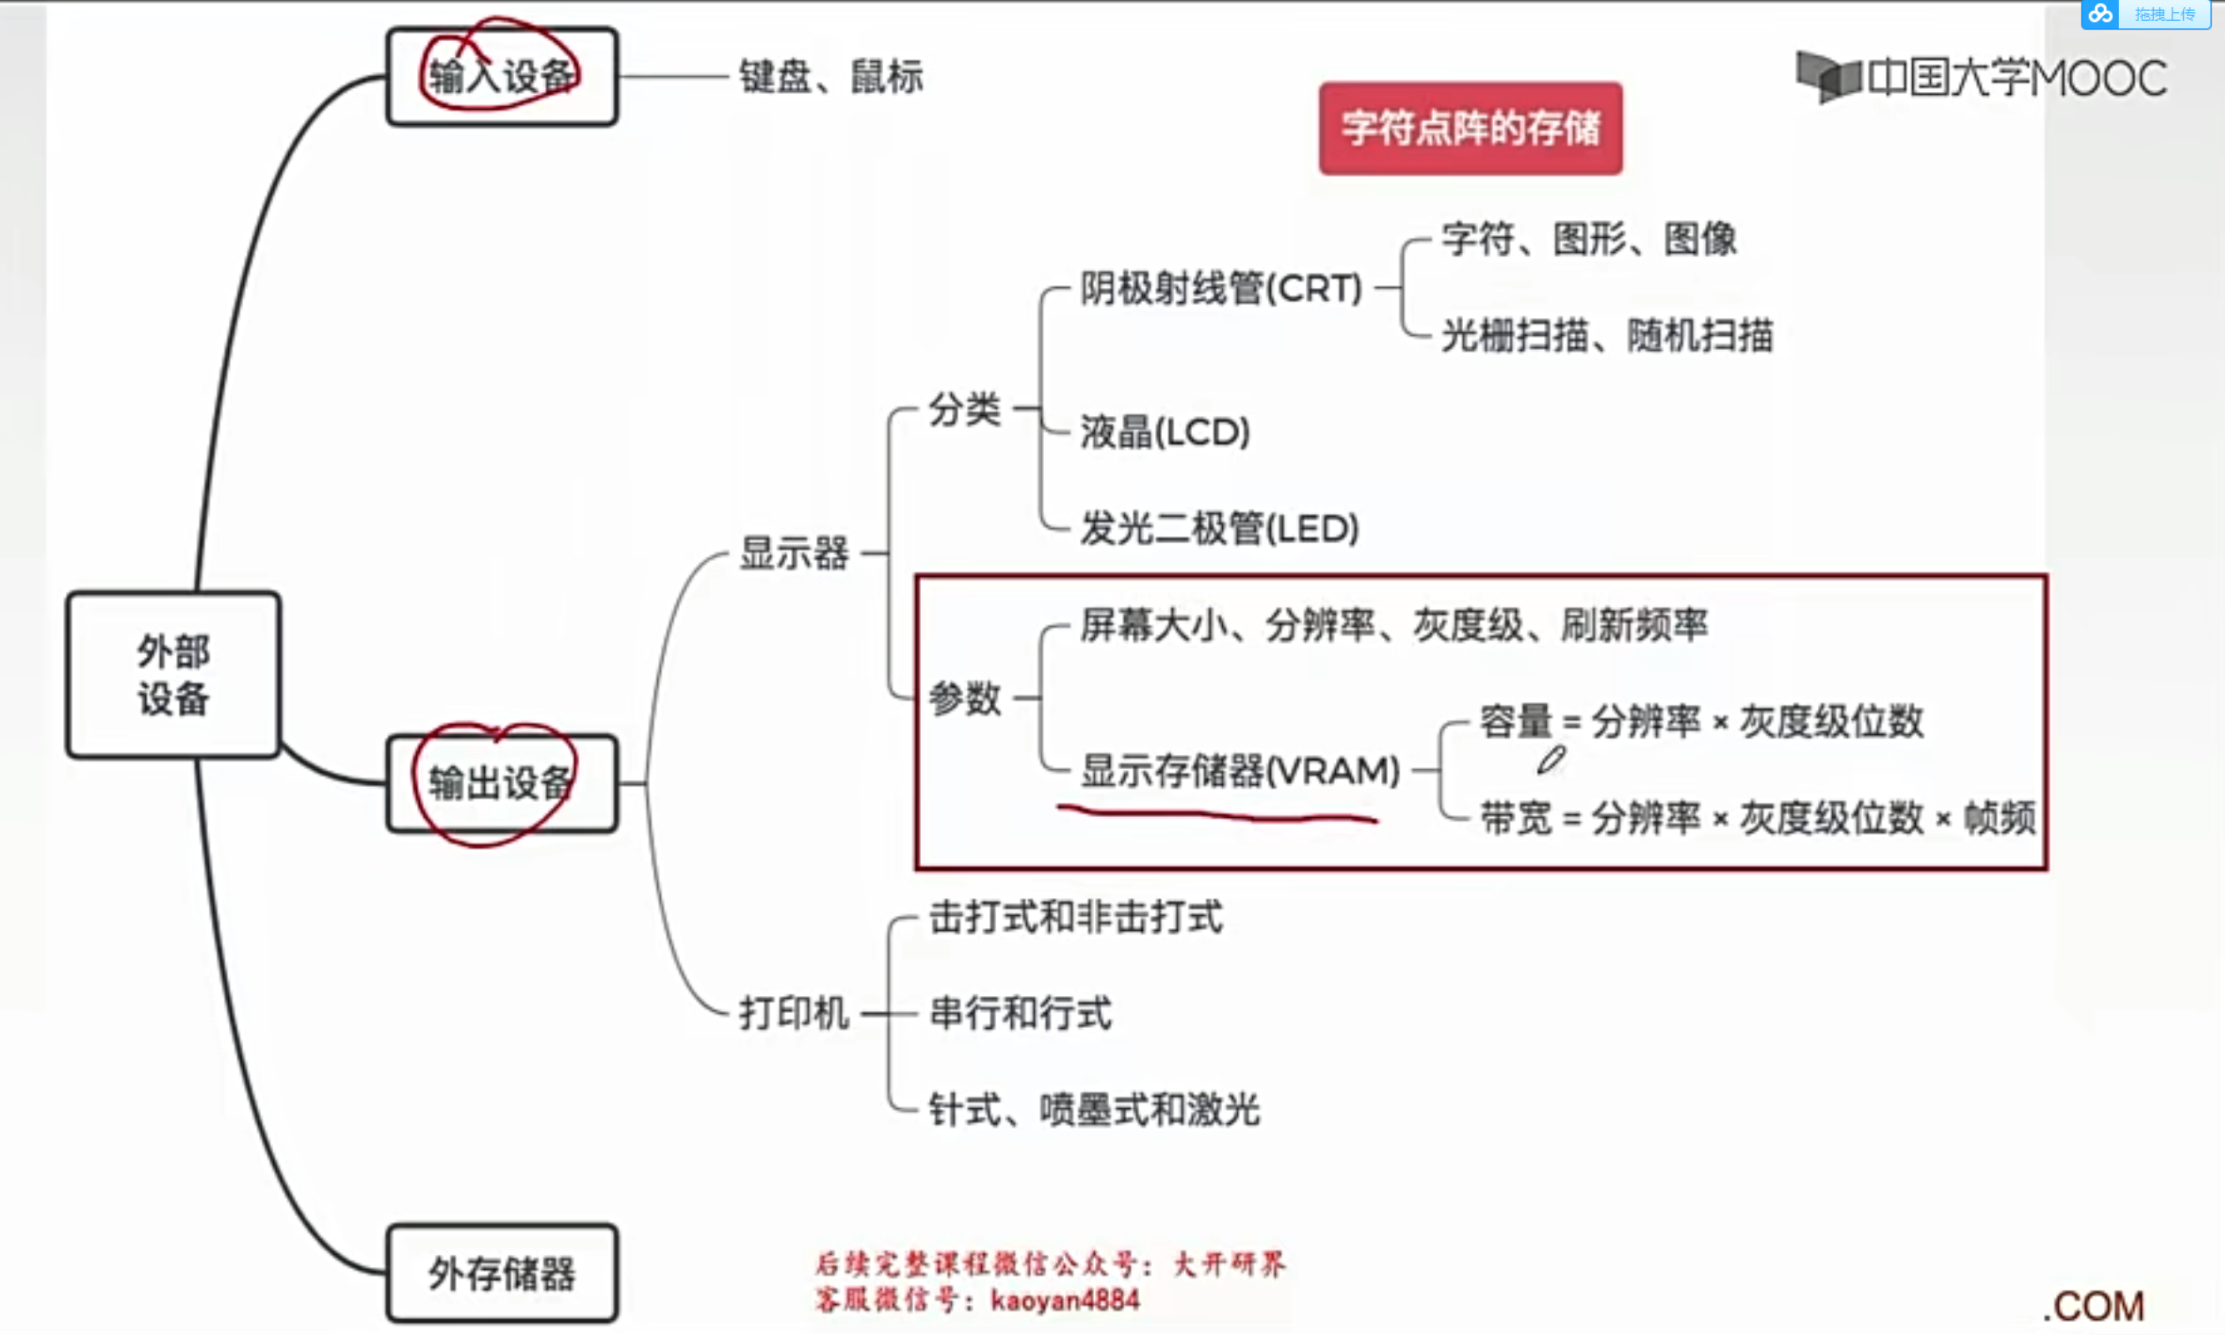 拖拽上传
输入设备
键盘、鼠标
中国大学MOOC
字符点阵的存储
字符、图形、图像
阴极射线管(CRT)
光栅扫描、随机扫描
分类
液晶(LCD)
发光二极管(LED)
显示器
外部
设备
屏幕大小、分辨率、灰度级、刷新频率
参数
容量 = 分辨率 × 灰度级位数
输出设备
显示存储器(VRAM)
带宽 = 分辨率 × 灰度级位数 × 帧频
击打式和非击打式
打印机
串行和行式
针式、喷墨式和激光
外存储器
后续完整课程微信公众号：大开研界
客服微信号：kaoyan4884
.COM